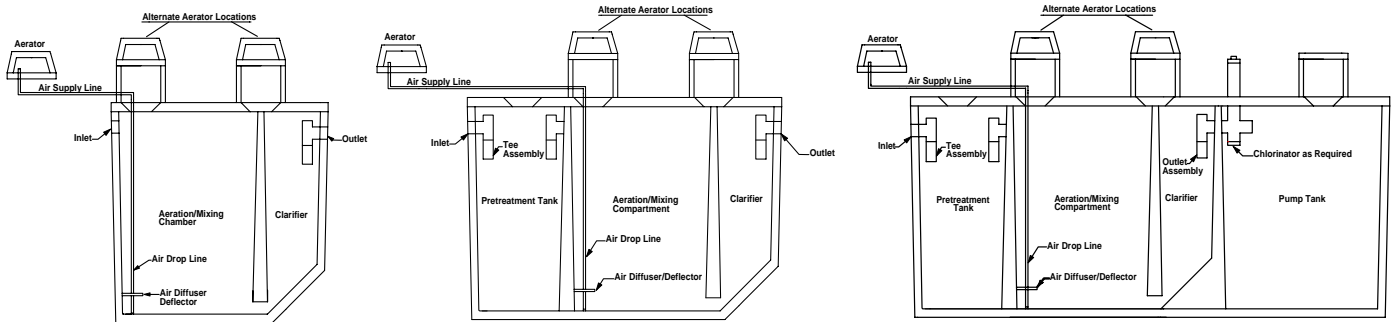 Alternate Aerator Locations
Aerator
Air Supply Line
Inlet
Outlet
Aeration/Mixing
Chamber
Clarifier
Air Drop Line
Air Diffuser
Deflector
Alternate Aerator Locations
Aerator
Air Supply Line
Inlet
Tee
Assembly
Outlet
Pretreatment Tank
Aeration/Mixing
Compartment
Clarifier
Air Drop Line
Air Diffuser/Deflector
Alternate Aerator Locations
Aerator
Air Supply Line
Inlet
Tee
Assembly
Outlet
Assembly
Chlorinator as Required
Pretreatment
Tank
Aeration/Mixing
Compartment
Clarifier
Pump Tank
Air Drop Line
Air Diffuser/Deflector